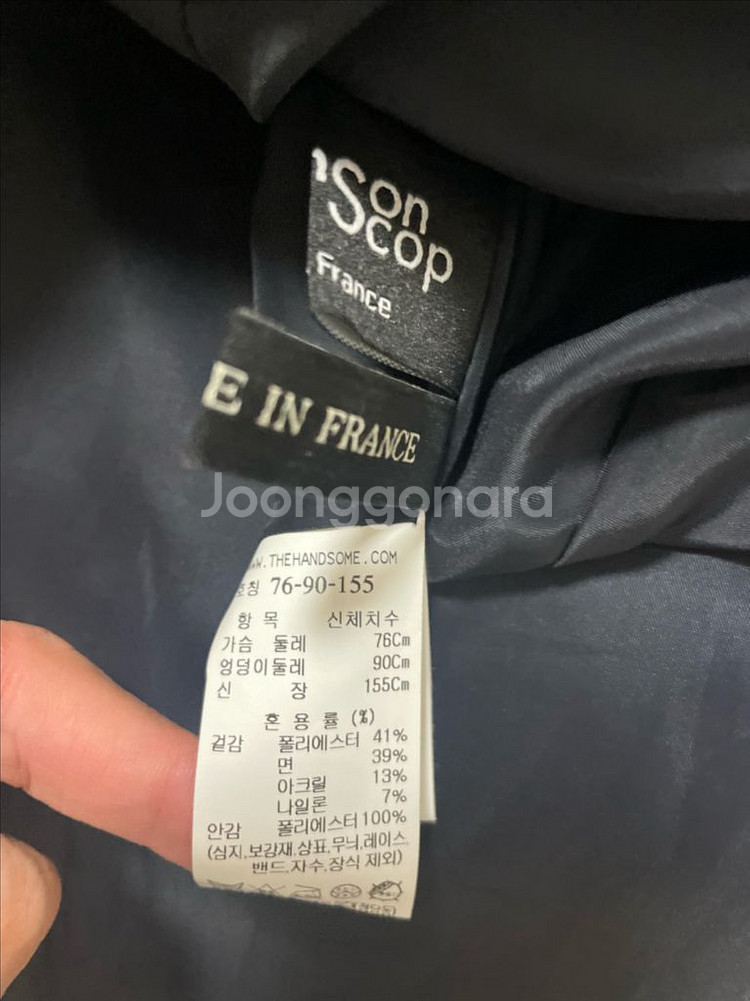 Son
Scop
France
E IN FRANCE
Joonggonara
.THEHANDSOME.COM
호칭 76-90-155
항 목 신체치수
가슴 둘레 76Cm
엉덩이둘레 90Cm
신 장 155Cm
혼 용 률 (%)
겉감 폴리에스터 41%
면 39%
아크릴 13%
나일론 7%
안감 폴리에스터 100%
(심지,보강재,상표,무늬,레이스,
밴드,자수,장식 제외)